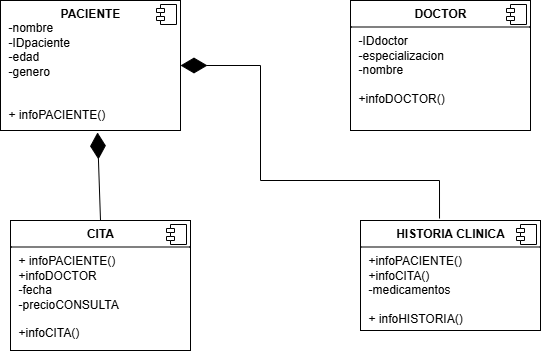 PACIENTE
-nombre
-IDpaciente
-edad
-genero
+ infoPACIENTE()
DOCTOR
-IDdoctor
-especializacion
-nombre
+infoDOCTOR()
CITA
+ infoPACIENTE()
+infoDOCTOR
-fecha
-precioCONSULTA
+infoCITA()
HISTORIA CLINICA
+infoPACIENTE()
+infoCITA()
-medicamentos
+ infoHISTORIA()